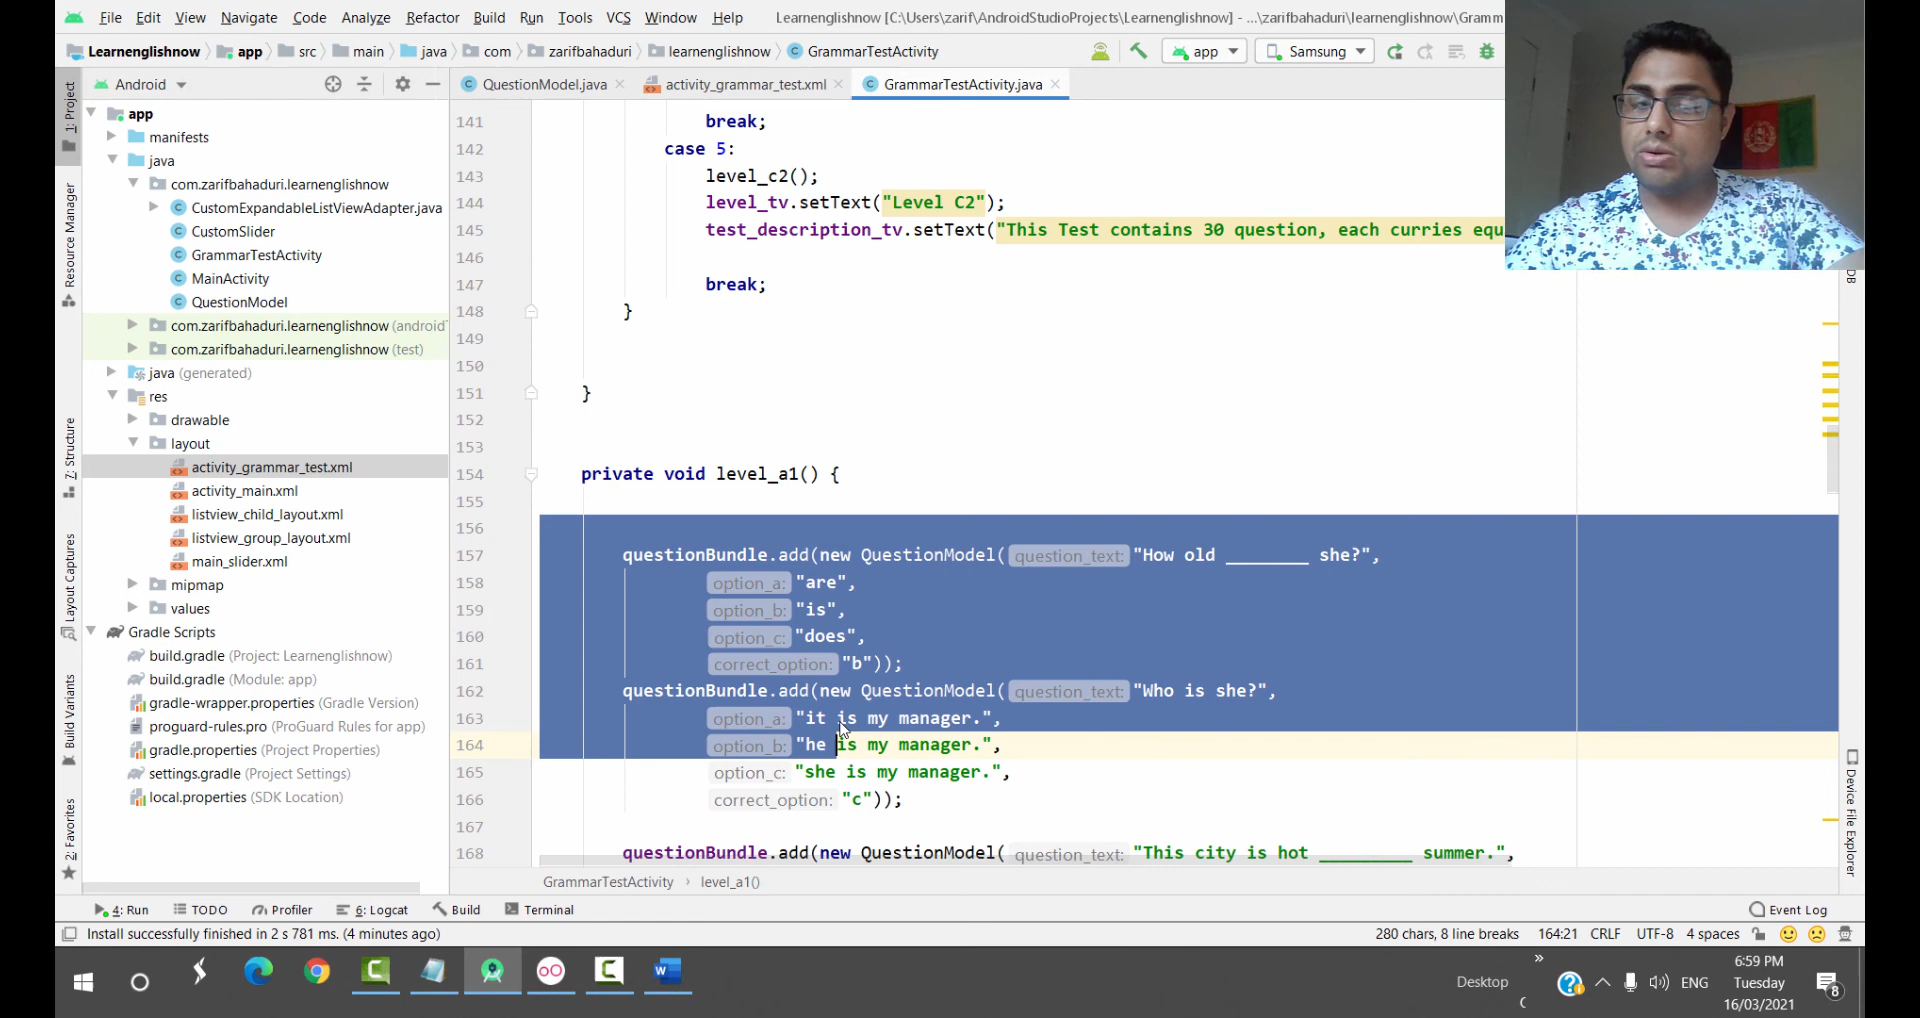 File Edit View Navigate Code Analyze Refactor Build Run Tools VCS Window Help Learnenglishnow [C:\Users\zarif\AndroidStudioProjects\Learnenglishnow] - ...\zarifbahaduri\learnenglishnow\Gramm
Learnenglishnow app src main java com zarifbahaduri learnenglishnow GrammarTestActivity app Samsung
1: Project
Resource Manager
7: Structure
Layout Captures
Build Variants
2: Favorites
Android
app
manifests
java
com.zarifbahaduri.learnenglishnow
CustomExpandableListViewAdapter.java
CustomSlider
GrammarTestActivity
MainActivity
QuestionModel
com.zarifbahaduri.learnenglishnow (android
com.zarifbahaduri.learnenglishnow (test)
java (generated)
res
drawable
layout
activity_grammar_test.xml
activity_main.xml
listview_child_layout.xml
listview_group_layout.xml
main_slider.xml
mipmap
values
Gradle Scripts
build.gradle (Project: Learnenglishnow)
build.gradle (Module: app)
gradle-wrapper.properties (Gradle Version)
proguard-rules.pro (ProGuard Rules for app)
gradle.properties (Project Properties)
settings.gradle (Project Settings)
local.properties (SDK Location)
QuestionModel.java activity_grammar_test.xml GrammarTestActivity.java
141 break;
142 case 5:
143 level_c2();
144 level_tv.setText("Level C2");
145 test_description_tv.setText("This Test contains 30 question, each curries equ
146
147 break;
148 }
149
150
151 }
152
153
154 private void level_a1() {
155
156
157 questionBundle.add(new QuestionModel( question_text: "How old ________ she?",
158 option_a: "are",
159 option_b: "is",
160 option_c: "does",
161 correct_option: "b"));
162 questionBundle.add(new QuestionModel( question_text: "Who is she?",
163 option_a: "it is my manager.",
164 option_b: "he is my manager.",
165 option_c: "she is my manager.",
166 correct_option: "c"));
167
168 questionBundle.add(new QuestionModel( question_text: "This city is hot _________ summer.",
GrammarTestActivity › level_a1()
Device File Explorer
4: Run TODO Profiler 6: Logcat Build Terminal Event Log
Install successfully finished in 2 s 781 ms. (4 minutes ago) 280 chars, 8 line breaks 164:21 CRLF UTF-8 4 spaces
Desktop » ENG
6:59 PM
Tuesday
16/03/2021
8